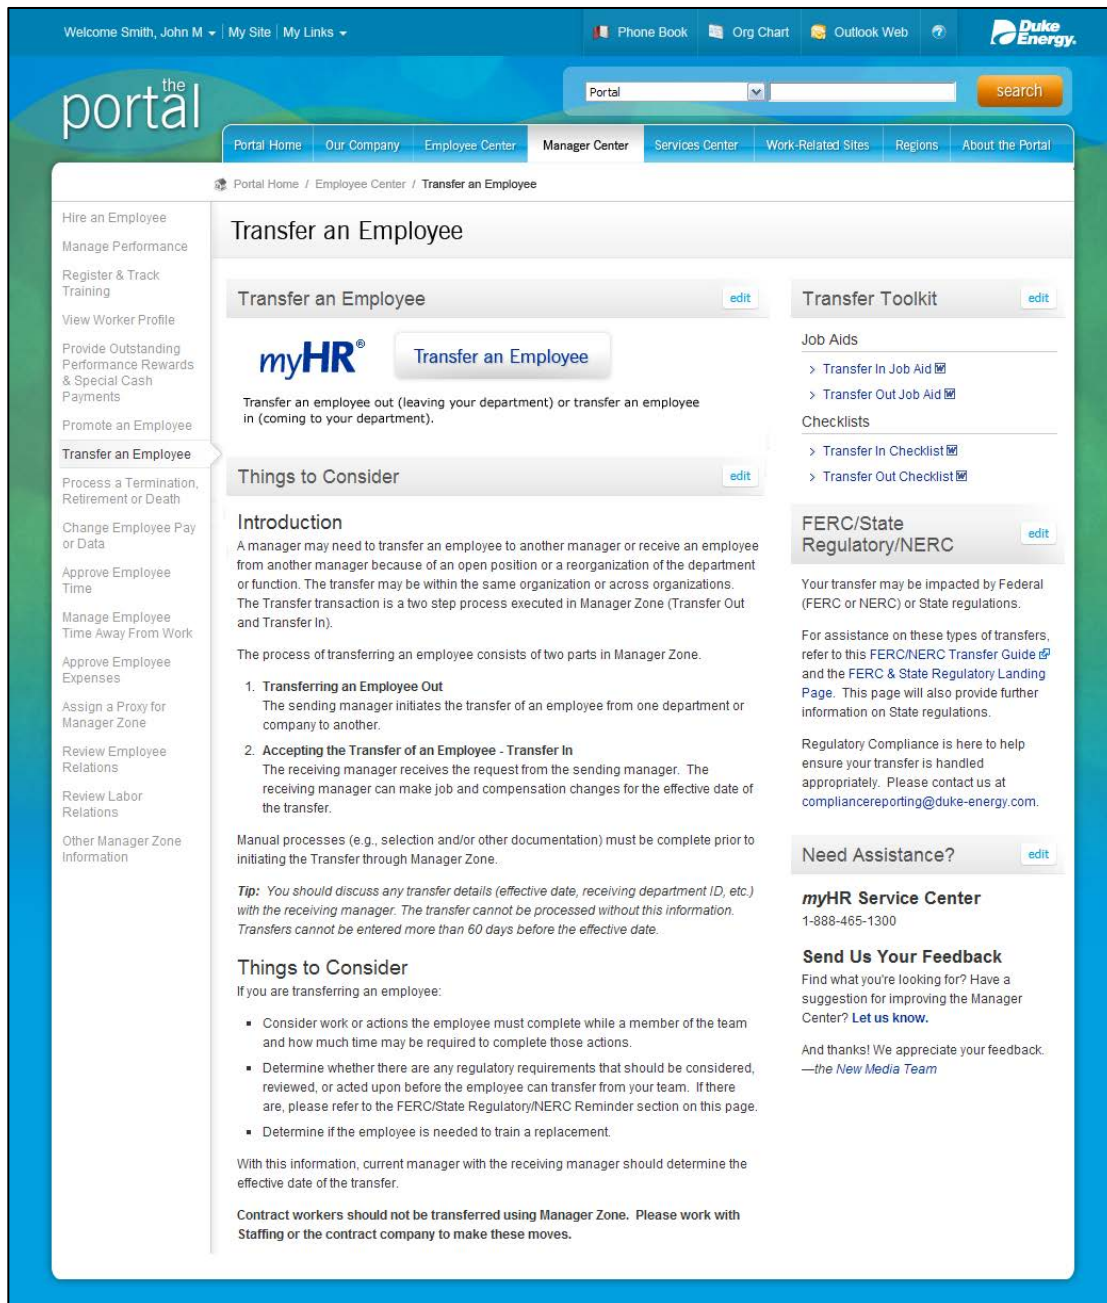 Welcome Smith, John M
My Site
My Links
Phone Book
Org Chart
Outlook Web
?
Duke
Energy.
the
portal
Portal
search
Portal Home
Our Company
Employee Center
Manager Center
Services Center
Work-Related Sites
Regions
About the Portal
Portal Home / Employee Center / Transfer an Employee
Hire an Employee
Manage Performance
Register & Track
Training
View Worker Profile
Provide Outstanding
Performance Rewards
& Special Cash
Payments
Promote an Employee
Transfer an Employee
Process a Termination,
Retirement or Death
Change Employee Pay
or Data
Approve Employee
Time
Manage Employee
Time Away From Work
Approve Employee
Expenses
Assign a Proxy for
Manager Zone
Review Employee
Relations
Review Labor
Relations
Other Manager Zone
Information
Transfer an Employee
Transfer an Employee
edit
myHR®
Transfer an Employee
Transfer an employee out (leaving your department) or transfer an employee
in (coming to your department).
Things to Consider
edit
Introduction
A manager may need to transfer an employee to another manager or receive an employee
from another manager because of an open position or a reorganization of the department
or function. The transfer may be within the same organization or across organizations.
The Transfer transaction is a two step process executed in Manager Zone (Transfer Out
and Transfer In).
The process of transferring an employee consists of two parts in Manager Zone.
1. Transferring an Employee Out
The sending manager initiates the transfer of an employee from one department or
company to another.
2. Accepting the Transfer of an Employee - Transfer In
The receiving manager receives the request from the sending manager. The
receiving manager can make job and compensation changes for the effective date of
the transfer.
Manual processes (e.g., selection and/or other documentation) must be complete prior to
initiating the Transfer through Manager Zone.
Tip: You should discuss any transfer details (effective date, receiving department ID, etc.)
with the receiving manager. The transfer cannot be processed without this information.
Transfers cannot be entered more than 60 days before the effective date.
Things to Consider
If you are transferring an employee:
Consider work or actions the employee must complete while a member of the team
and how much time may be required to complete those actions.
Determine whether there are any regulatory requirements that should be considered,
reviewed, or acted upon before the employee can transfer from your team. If there
are, please refer to the FERC/State Regulatory/NERC Reminder section on this page.
Determine if the employee is needed to train a replacement.
With this information, current manager with the receiving manager should determine the
effective date of the transfer.
Contract workers should not be transferred using Manager Zone. Please work with
Staffing or the contract company to make these moves.
Transfer Toolkit
edit
Job Aids
> Transfer In Job Aid
> Transfer Out Job Aid
Checklists
> Transfer In Checklist
> Transfer Out Checklist
FERC/State
Regulatory/NERC
edit
Your transfer may be impacted by Federal
(FERC or NERC) or State regulations.
For assistance on these types of transfers,
refer to this FERC/NERC Transfer Guide
and the FERC & State Regulatory Landing
Page. This page will also provide further
information on State regulations.
Regulatory Compliance is here to help
ensure your transfer is handled
appropriately. Please contact us at
compliancereporting@duke-energy.com.
Need Assistance?
edit
myHR Service Center
1-888-465-1300
Send Us Your Feedback
Find what you're looking for? Have a
suggestion for improving the Manager
Center? Let us know.
And thanks! We appreciate your feedback.
—the New Media Team